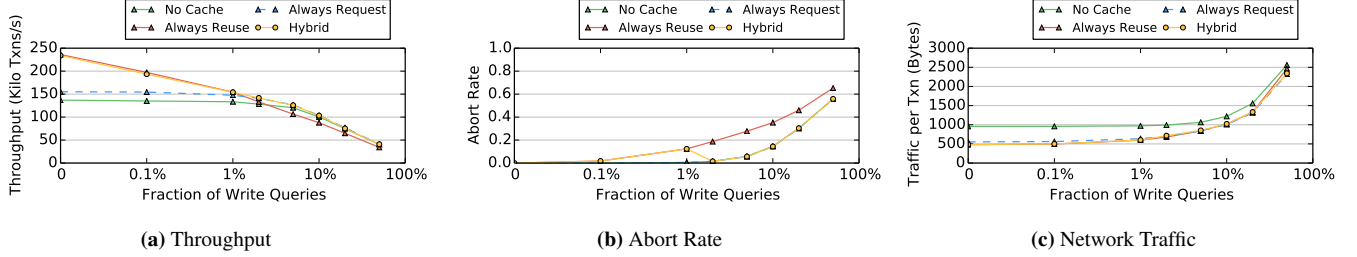 No Cache
Always Request
Always Reuse
Hybrid
Throughput (Kilo Txns/s)
250
200
150
100
50
0
0
0.1%
1%
10%
100%
Fraction of Write Queries
(a) Throughput
No Cache
Always Request
Always Reuse
Hybrid
Abort Rate
1.0
0.8
0.6
0.4
0.2
0.0
0
0.1%
1%
10%
100%
Fraction of Write Queries
(b) Abort Rate
No Cache
Always Request
Always Reuse
Hybrid
Traffic per Txn (Bytes)
3000
2500
2000
1500
1000
500
0
0
0.1%
1%
10%
100%
Fraction of Write Queries
(c) Network Traffic